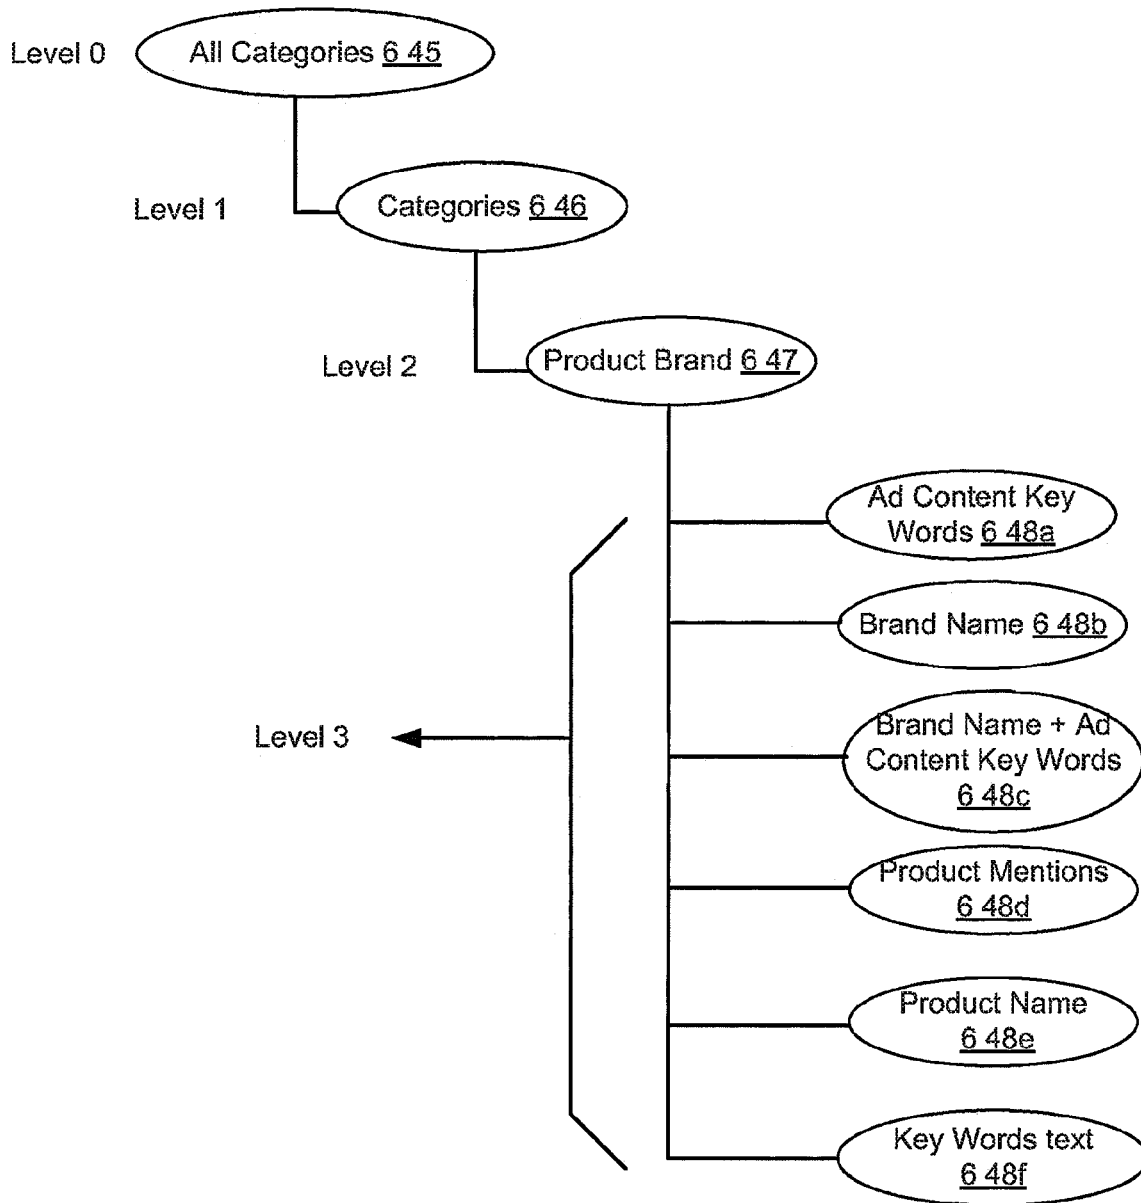 Level 0
All Categories 6 45
Level 1
Categories 6 46
Level 2
Product Brand 6 47
Ad Content Key
Words 6 48a
Brand Name 6 48b
Brand Name + Ad
Content Key Words
6 48c
Level 3
Product Mentions
6 48d
Product Name
6 48e
Key Words text
6 48f